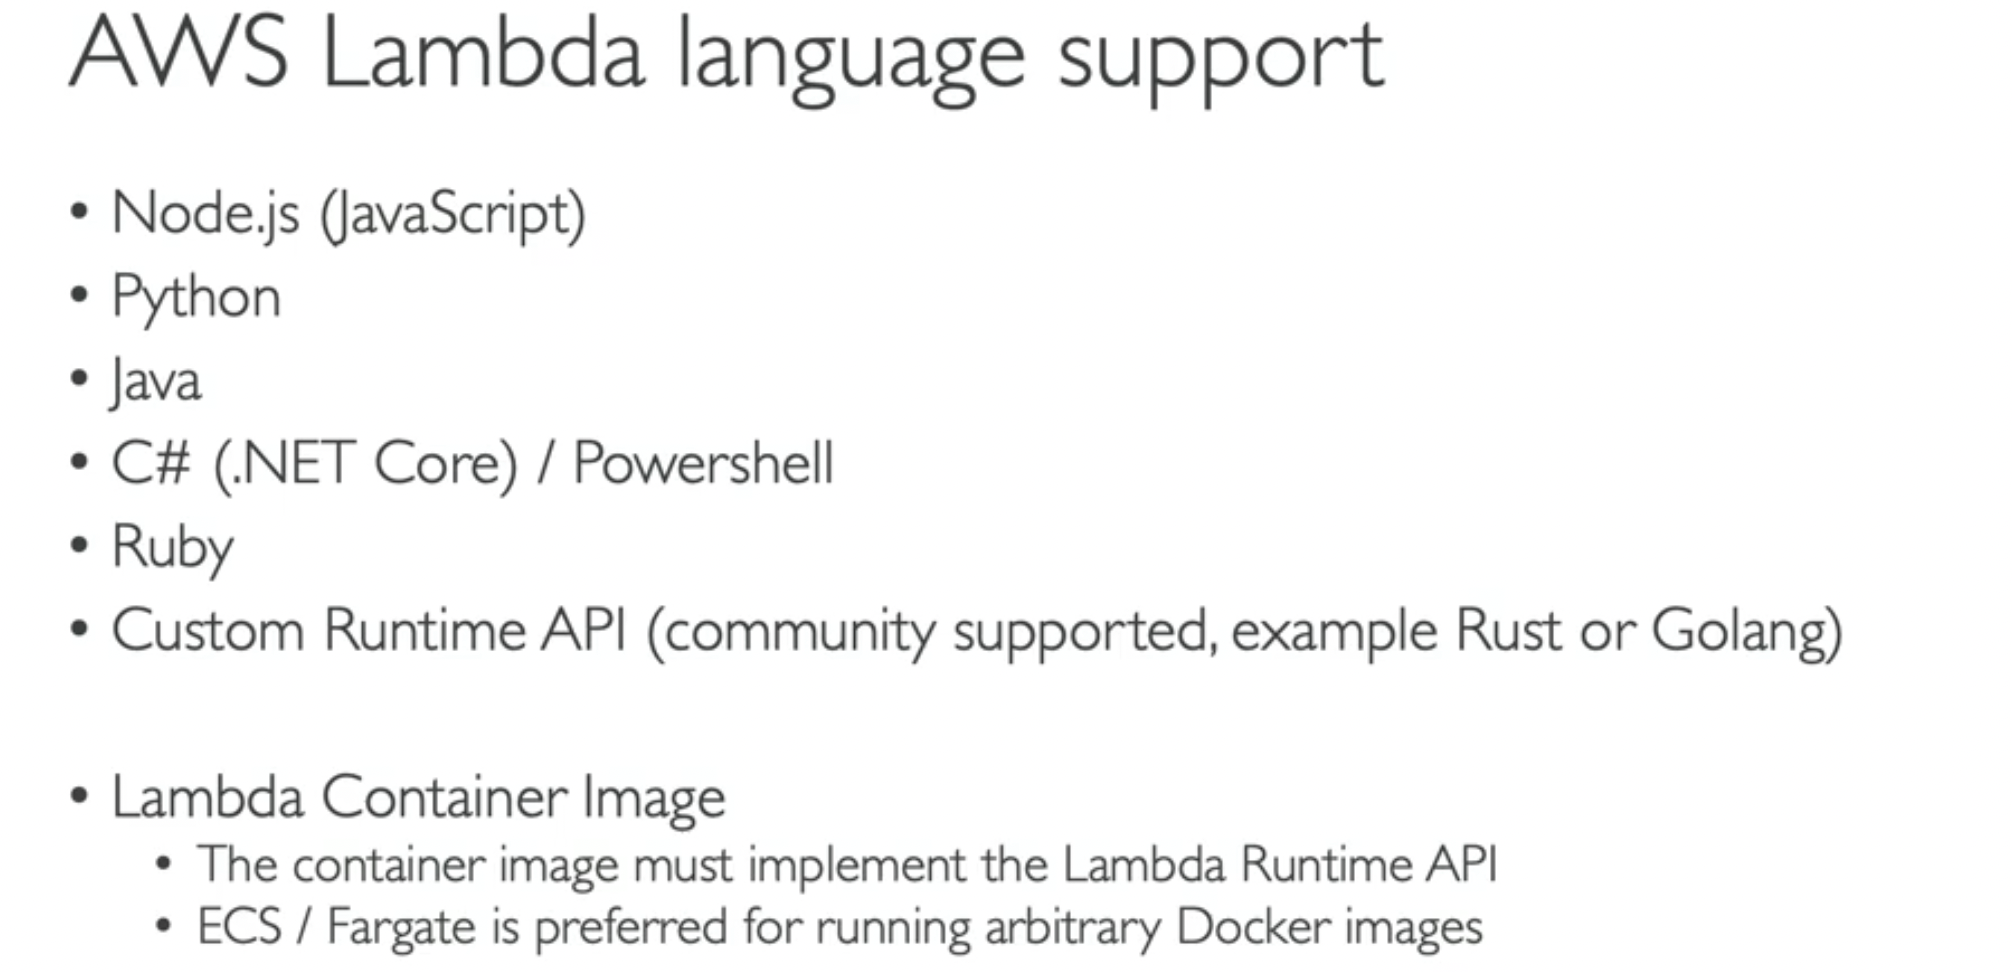 AWS Lambda language support
• Node.js (JavaScript)
• Python
• Java
• C# (.NET Core) / Powershell
• Ruby
• Custom Runtime API (community supported, example Rust or Golang)
• Lambda Container Image
• The container image must implement the Lambda Runtime API
• ECS / Fargate is preferred for running arbitrary Docker images